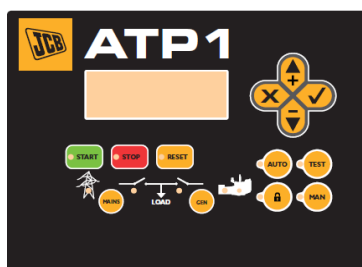 JCB
ATP1
START
STOP
RESET
AUTO
TEST
MAINS
LOAD
GEN
MAN